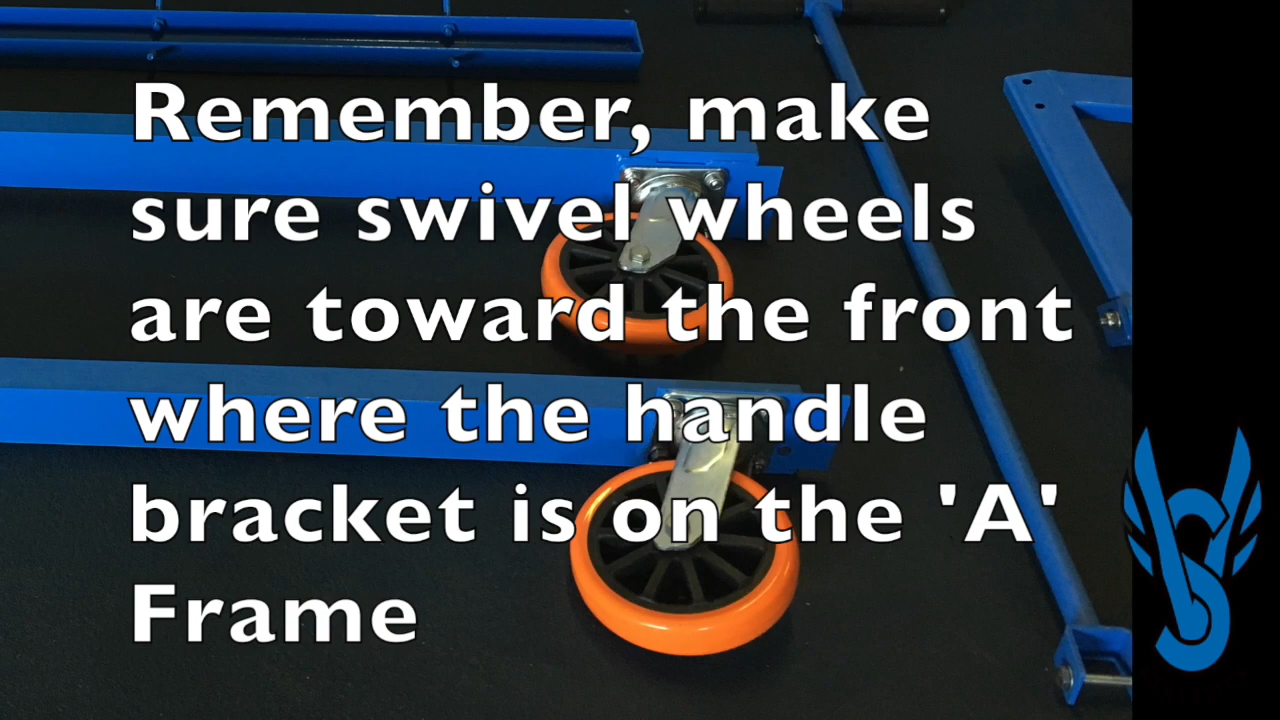 Remember, make
sure swivel wheels
are toward the front
where the handle
bracket is on the 'A'
Frame